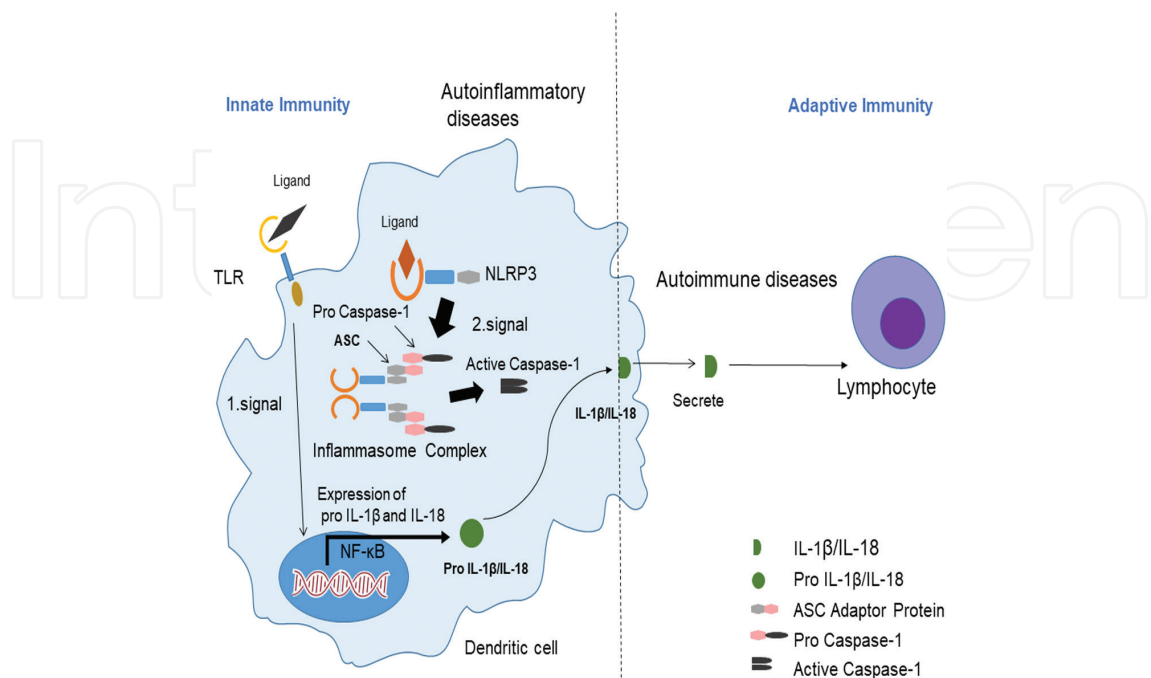 Innate Immunity
Autoinflammatory
diseases
Adaptive Immunity
Ligand
TLR
Ligand
NLRP3
Pro Caspase-1
ASC
2.signal
Active Caspase-1
1.signal
Inflammasome Complex
IL-1β/IL-18
Secrete
Autoimmune diseases
Lymphocyte
Expression of
pro IL-1β and IL-18
NF-κB
Pro IL-1β/IL-18
Dendritic cell
IL-1β/IL-18
Pro IL-1β/IL-18
ASC Adaptor Protein
Pro Caspase-1
Active Caspase-1